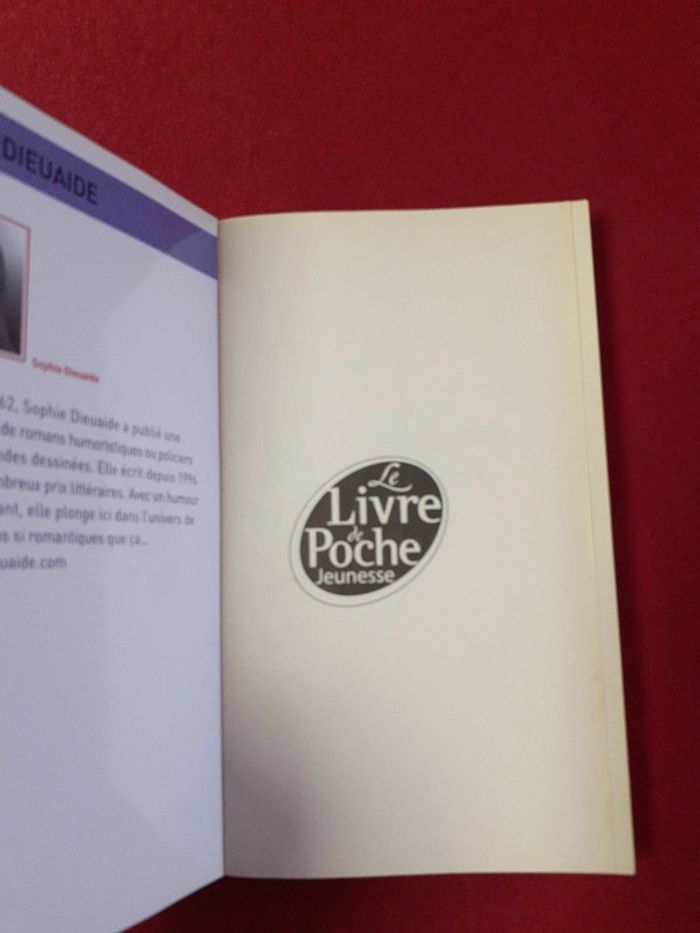 DIEUAIDE
Sophie Dieuaide
62, Sophie Dieuaide a publié une
de romans humoristiques ou policiers
ndes dessinées. Elle écrit depuis 1996
mbreux prix littéraires. Avec un humour
ant, elle plonge ici dans l'univers de
s si romantiques que ça...
uaide.com
Le
Livre
de
Poche
Jeunesse